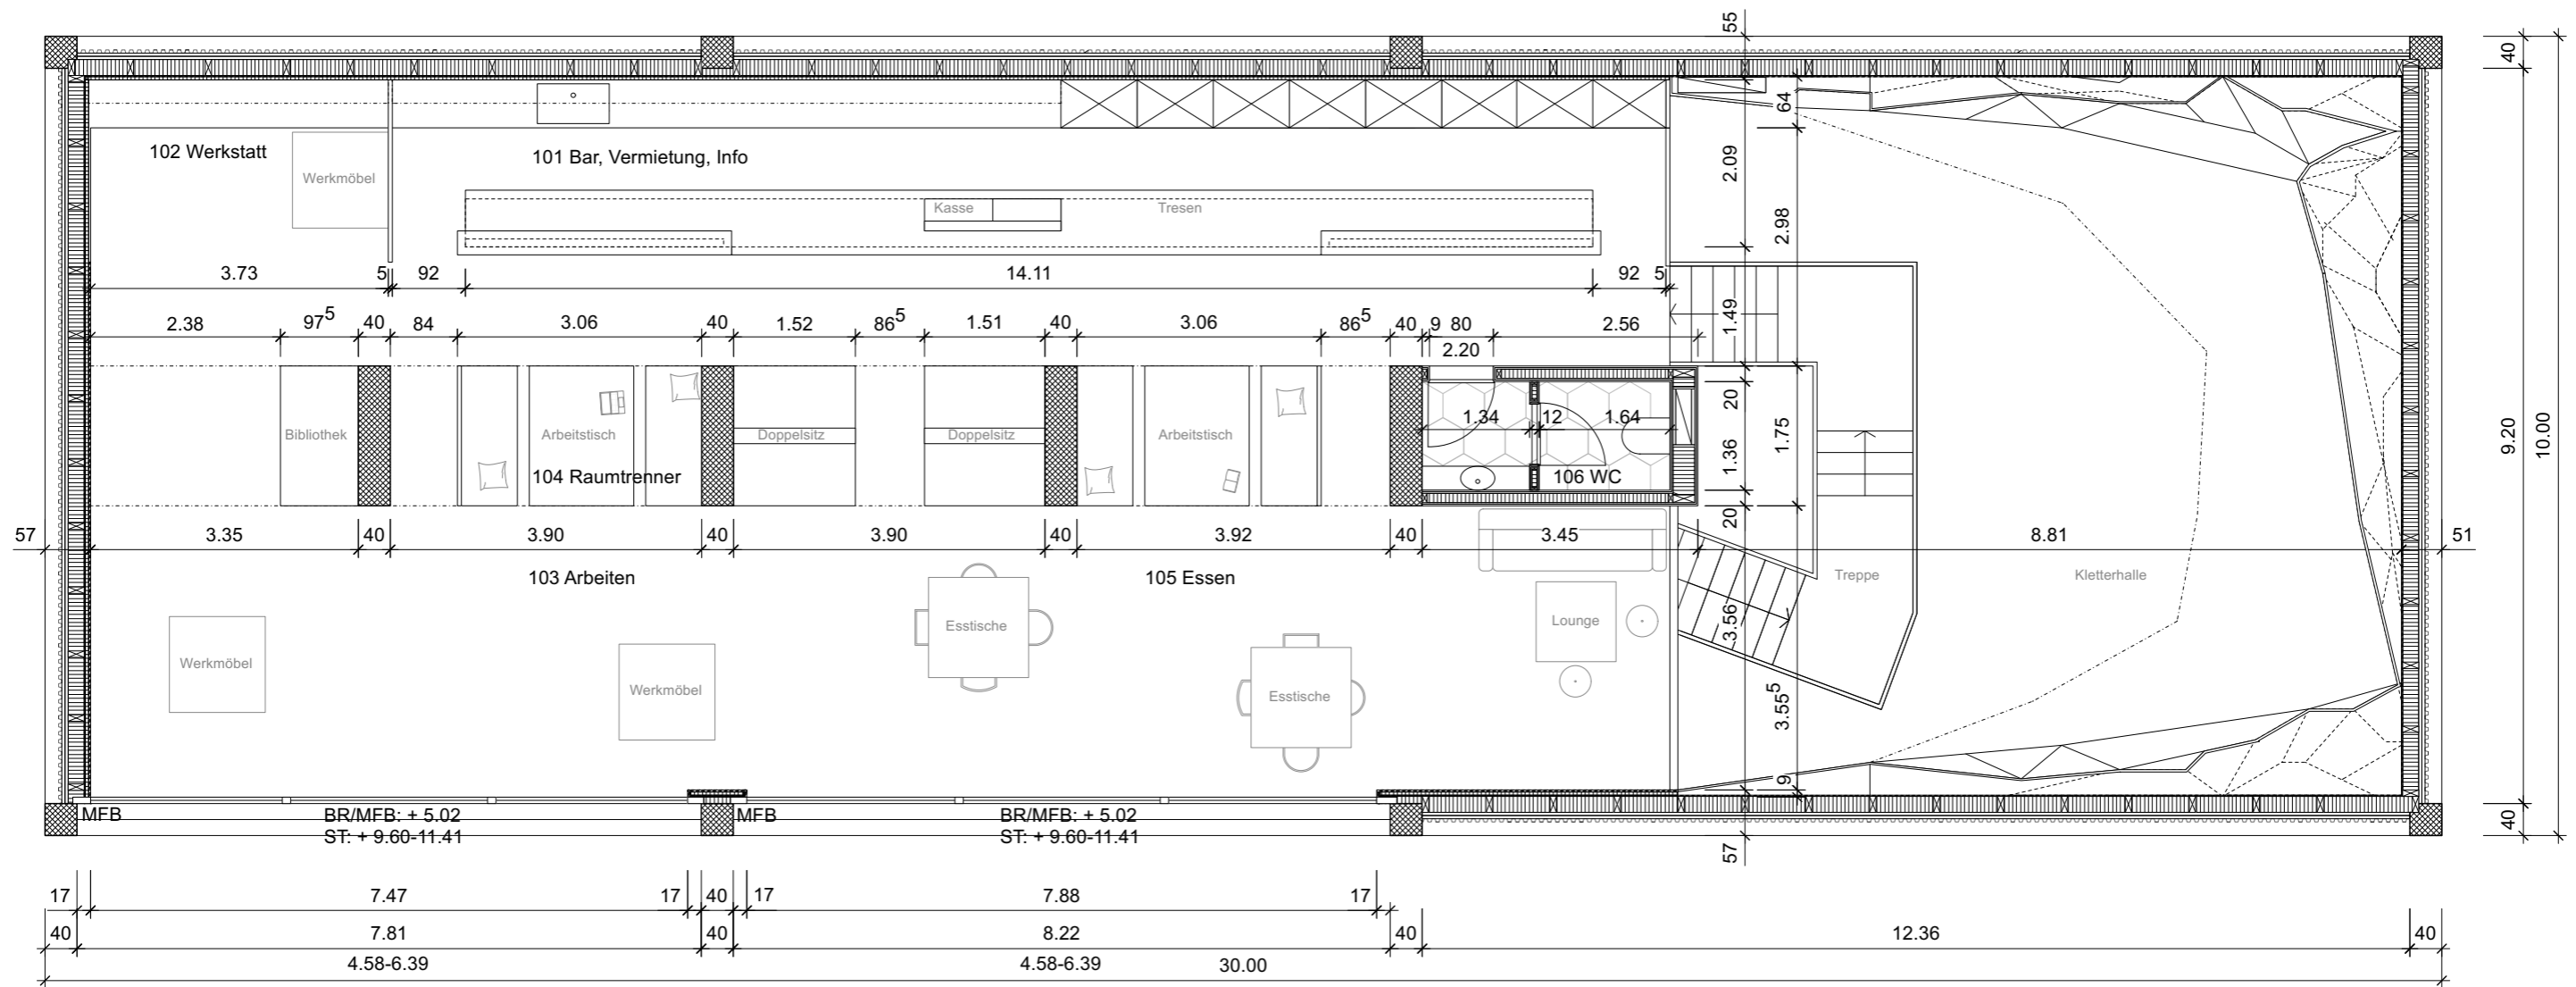 55
40
102 Werkstatt
101 Bar, Vermietung, Info
Werkmöbel
Kasse
Tresen
64
2.09
2.98
3.73 5 92 14.11 92 5
2.38 97⁵ 40 84 3.06 40 1.52 86⁵ 1.51 40 3.06 86⁵ 40 9 80 2.56
2.20
1.49
Bibliothek
Arbeitstisch
Doppelsitz
Doppelsitz
Arbeitstisch
104 Raumtrenner
1.34 12 1.64
106 WC
20
1.36
1.75
20
9.20
10.00
57 3.35 40 3.90 40 3.90 40 3.92 40 3.45 8.81 51
103 Arbeiten
105 Essen
Treppe
Kletterhalle
Esstische
Lounge
3.56
Werkmöbel
Werkmöbel
Esstische
3.55⁵
9
MFB
BR/MFB: + 5.02
ST: + 9.60-11.41
MFB
BR/MFB: + 5.02
ST: + 9.60-11.41
57
40
17 7.47 17 40 17 7.88 17
40 7.81 40 8.22 40 12.36 40
4.58-6.39 4.58-6.39 30.00